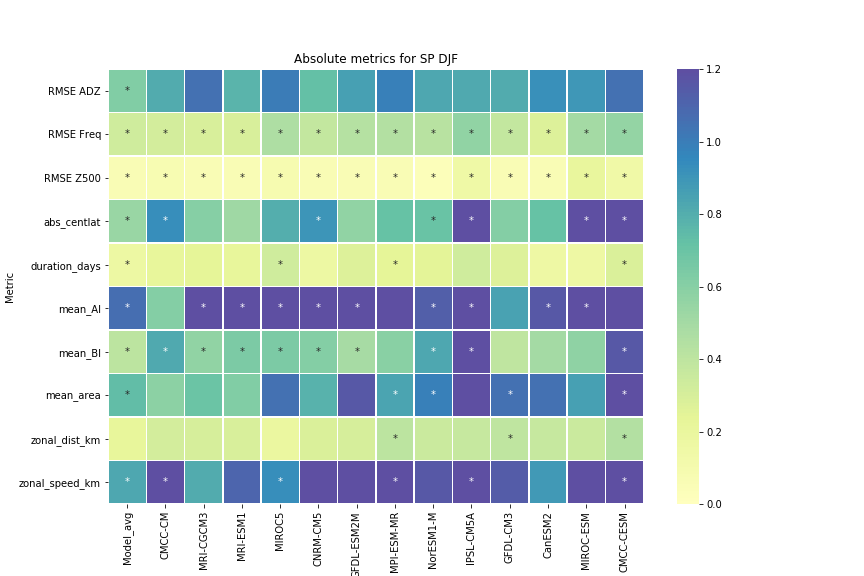 Absolute metrics for SP DJF
Metric
RMSE ADZ *
RMSE Freq * * * * * * * * * * * * * *
RMSE Z500 * * * * * * * * * * * * * *
abs_centlat * * * * * * *
duration_days * * * *
mean_AI * * * * * * * * * *
mean_BI * * * * * * * * * *
mean_area * * * * *
zonal_dist_km * * *
zonal_speed_km * * * * * *
Model_avg
CMCC-CM
MRI-CGCM3
MRI-ESM1
MIROC5
CNRM-CM5
GFDL-ESM2M
MPI-ESM-MR
NorESM1-M
IPSL-CM5A
GFDL-CM3
CanESM2
MIROC-ESM
CMCC-CESM
1.2
1.0
0.8
0.6
0.4
0.2
0.0